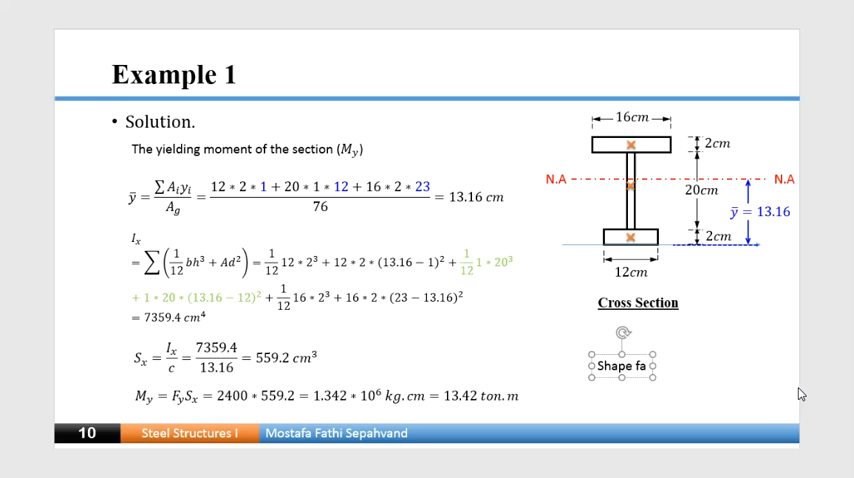 Example 1
• Solution.
The yielding moment of the section (M_y)
ȳ = ∑ A_i y_i / A_g = 12 * 2 * 1 + 20 * 1 * 12 + 16 * 2 * 23 / 76 = 13.16 cm
I_x
= ∑ (1/12 bh³ + Ad²) = 1/12 12 * 2³ + 12 * 2 * (13.16 − 1)² + 1/12 1 * 20³
+ 1 * 20 * (13.16 − 12)² + 1/12 16 * 2³ + 16 * 2 * (23 − 13.16)²
= 7359.4 cm⁴
S_x = I_x / c = 7359.4 / 13.16 = 559.2 cm³
M_y = F_y S_x = 2400 * 559.2 = 1.342 * 10⁶ kg.cm = 13.42 ton.m
16cm
2cm
N.A
N.A
20cm
ȳ = 13.16
2cm
12cm
Cross Section
Shape fa
10
Steel Structures I
Mostafa Fathi Sepahvand